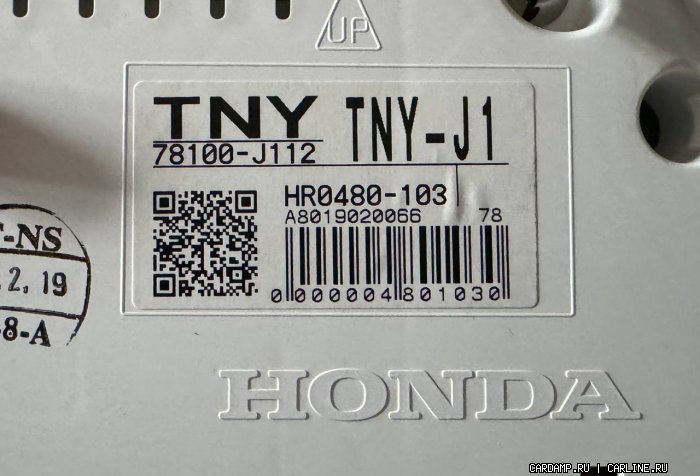 UP
TNY TNY-J1
78100-J112
HR0480-103
A8019020066 78
0000004801030
-NS
.2,19
-8-A
HONDA
CARDAMP.RU | CARLINE.RU